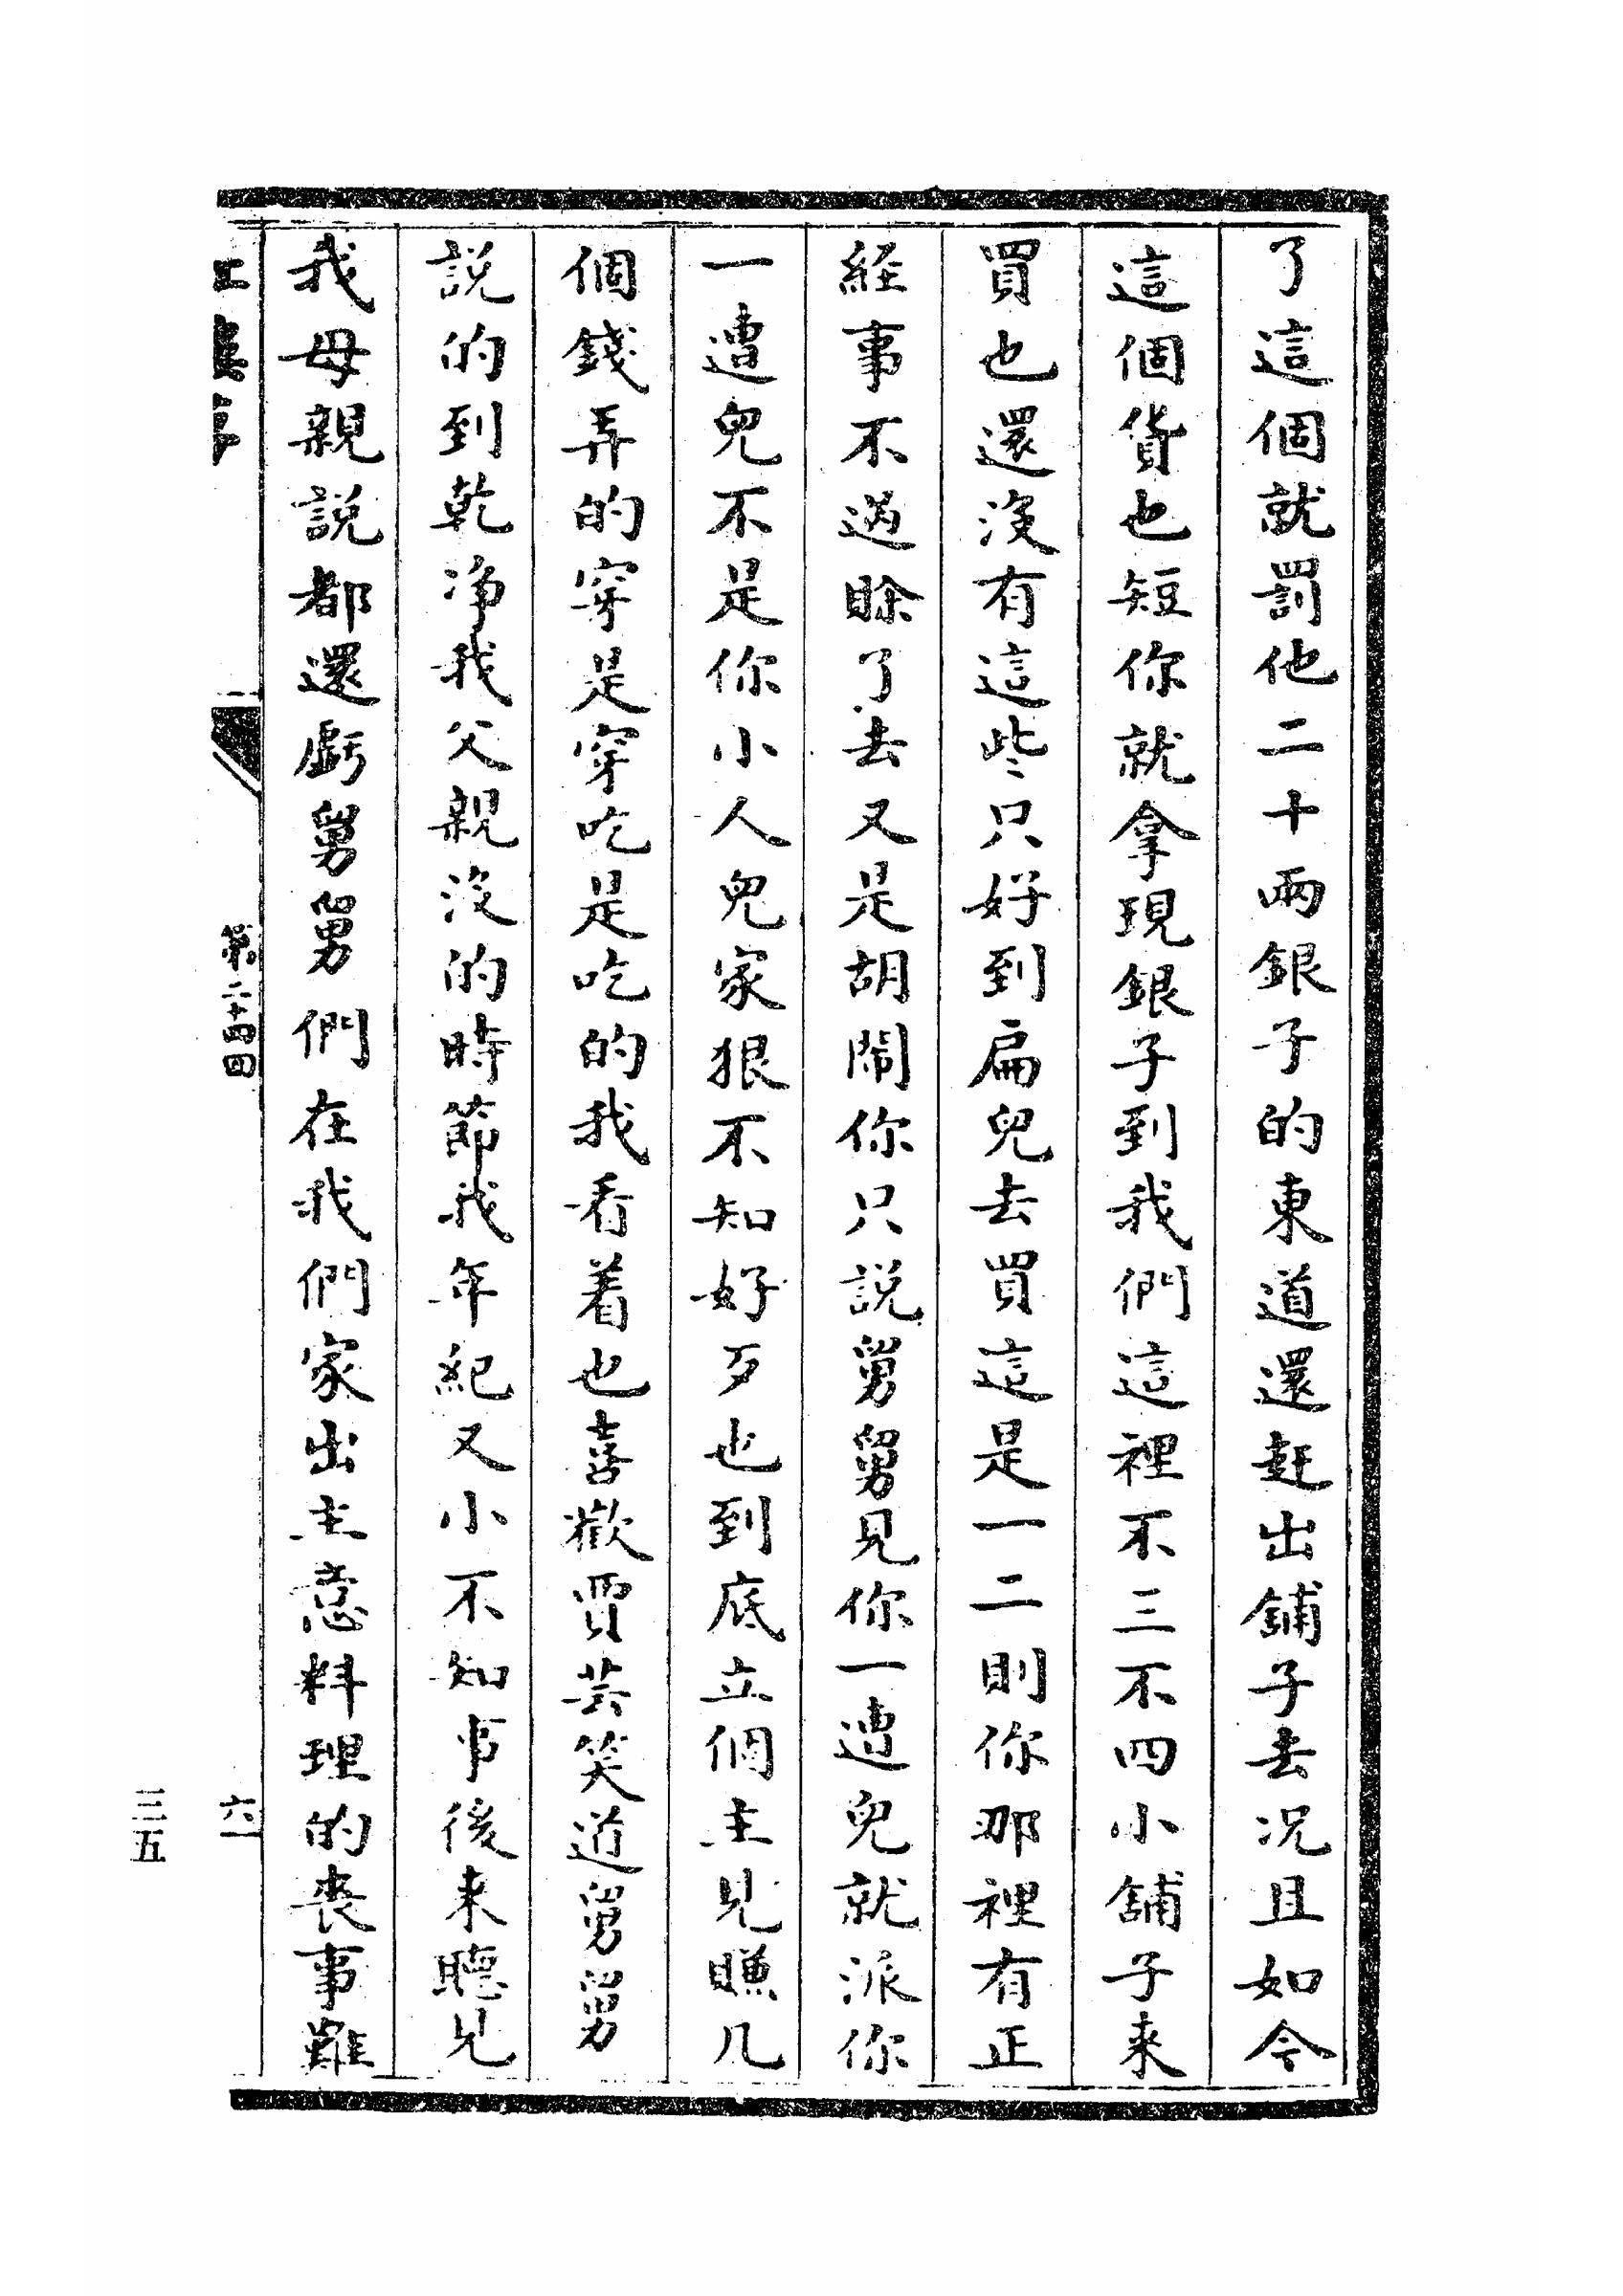 了這個就罰他二十兩銀子的東道還赶出鋪子去况且如今
這個貨也短你就拿現銀子到我們這裡不三不四小舖子来
買也還沒有這些只好到扁兒去買這是一二則你那裡有正
経事不過賒了去又是胡鬧你只說舅舅見你一遭兒就派你
一遭兒不是你小人兒家狠不知好歹也到底立個主見賺几
個錢弄的穿是穿吃是吃的我看着也喜歡賈芸笑道舅舅
說的到乾净我父親沒的時節我年紀又小不知事後来聽見
我母親說都還虧舅舅們在我們家出主意料理的喪事難
第二十四回
六一
三五